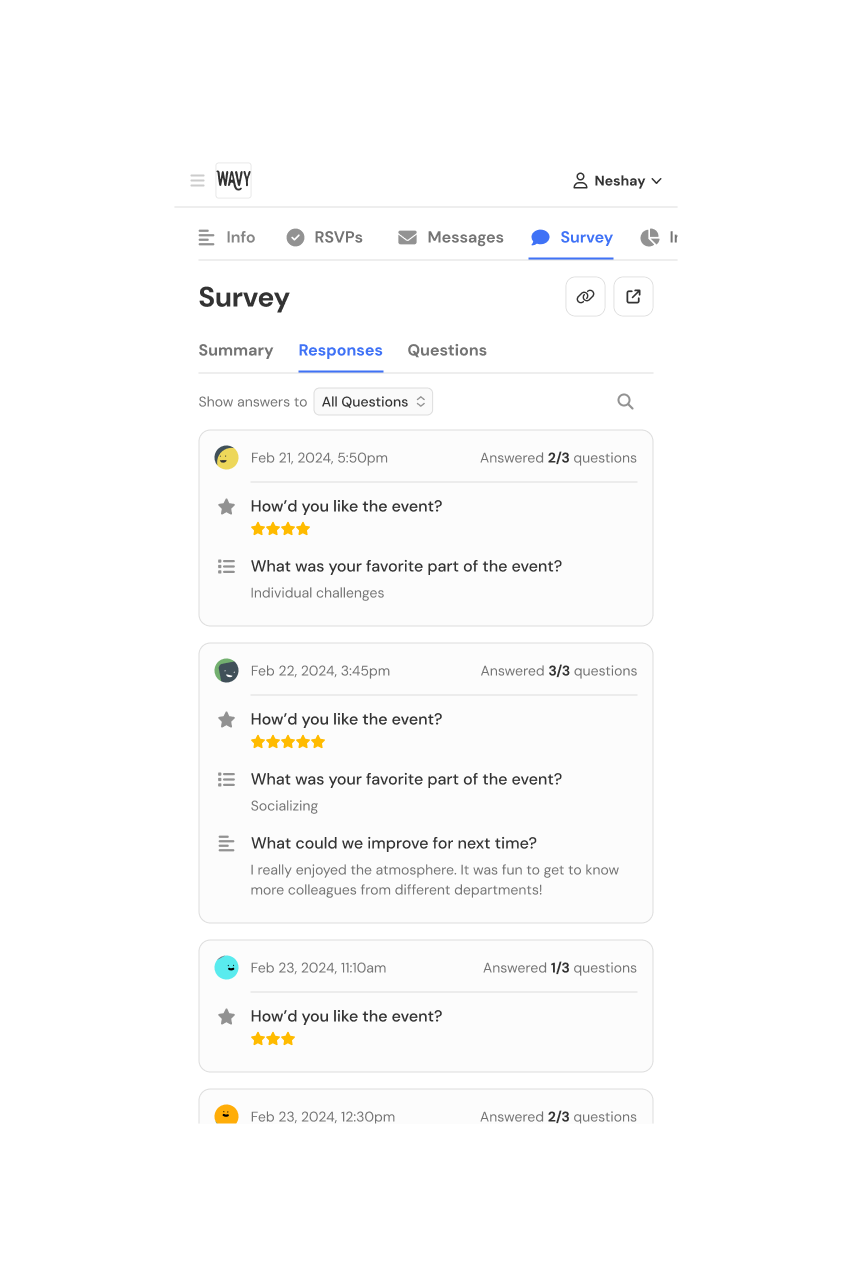 WAVY
Neshay
Info RSVPs Messages Survey
Survey
Summary Responses Questions
Show answers to All Questions
Feb 21, 2024, 5:50pm Answered 2/3 questions
How’d you like the event?
What was your favorite part of the event?
Individual challenges
Feb 22, 2024, 3:45pm Answered 3/3 questions
How’d you like the event?
What was your favorite part of the event?
Socializing
What could we improve for next time?
I really enjoyed the atmosphere. It was fun to get to know
more colleagues from different departments!
Feb 23, 2024, 11:10am Answered 1/3 questions
How’d you like the event?
Feb 23, 2024, 12:30pm Answered 2/3 questions